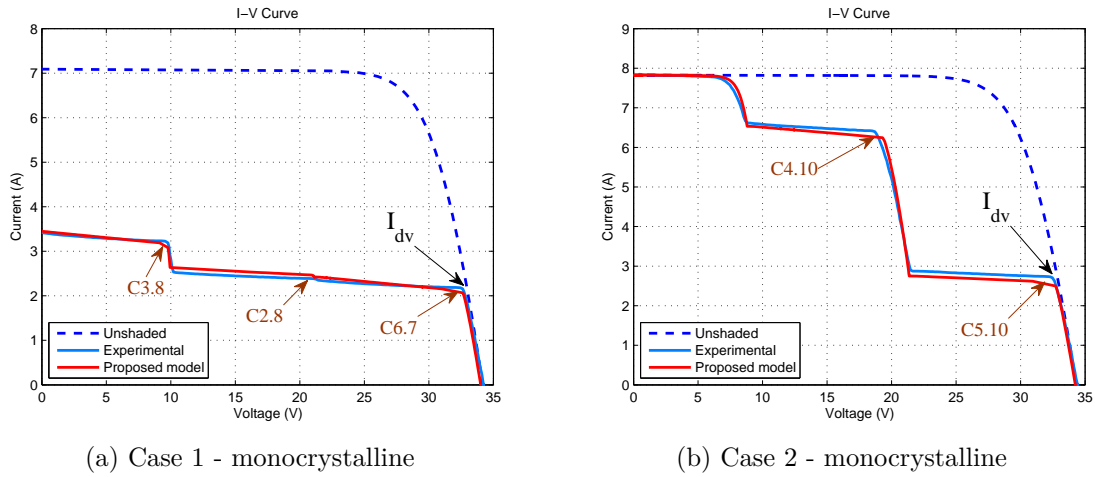 I−V Curve
8
7
6
5
4
3
2
1
0
Current (A)
I_dv
C3.8
C2.8
C6.7
Unshaded
Experimental
Proposed model
0 5 10 15 20 25 30 35
Voltage (V)
(a) Case 1 - monocrystalline
I−V Curve
9
8
7
6
5
4
3
2
1
0
Current (A)
C4.10
I_dv
C5.10
Unshaded
Experimental
Proposed model
0 5 10 15 20 25 30 35
Voltage (V)
(b) Case 2 - monocrystalline